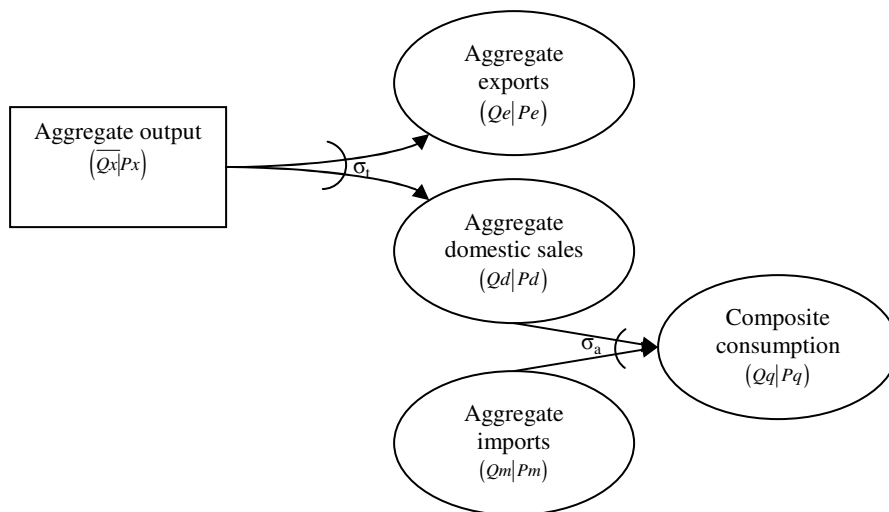 Aggregate output
(Q̅x̅|Px)
σt
Aggregate
exports
(Qe|Pe)
Aggregate
domestic sales
(Qd|Pd)
σa
Aggregate
imports
(Qm|Pm)
Composite
consumption
(Qq|Pq)